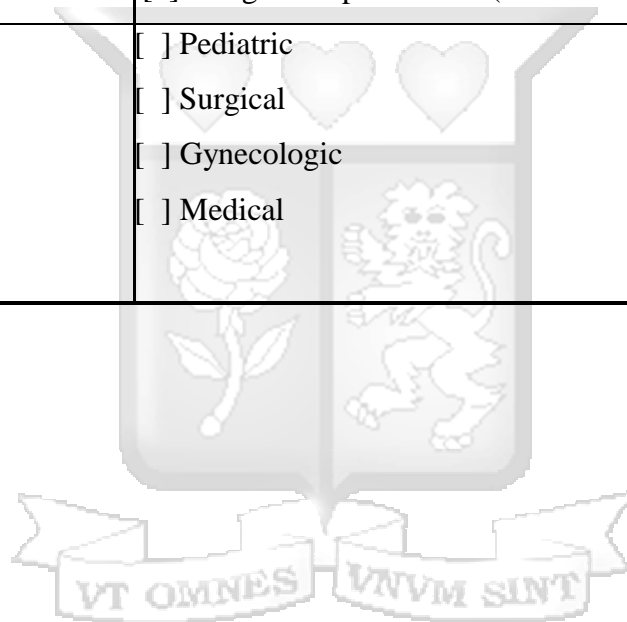 [ ] Pediatric
[ ] Surgical
[ ] Gynecologic
[ ] Medical
VT OMNES VNVM SINT